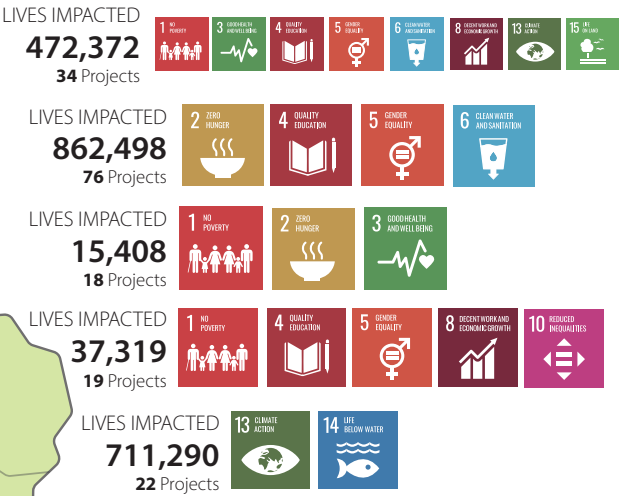 LIVES IMPACTED
472,372
34 Projects
1 NO POVERTY
3 GOOD HEALTH AND WELL BEING
4 QUALITY EDUCATION
5 GENDER EQUALITY
6 CLEAN WATER AND SANITATION
8 DECENT WORK AND ECONOMIC GROWTH
13 CLIMATE ACTION
15 LIFE ON LAND
LIVES IMPACTED
862,498
76 Projects
2 ZERO HUNGER
4 QUALITY EDUCATION
5 GENDER EQUALITY
6 CLEAN WATER AND SANITATION
LIVES IMPACTED
15,408
18 Projects
1 NO POVERTY
2 ZERO HUNGER
3 GOOD HEALTH AND WELL BEING
LIVES IMPACTED
37,319
19 Projects
1 NO POVERTY
4 QUALITY EDUCATION
5 GENDER EQUALITY
8 DECENT WORK AND ECONOMIC GROWTH
10 REDUCED INEQUALITIES
LIVES IMPACTED
711,290
22 Projects
13 CLIMATE ACTION
14 LIFE BELOW WATER